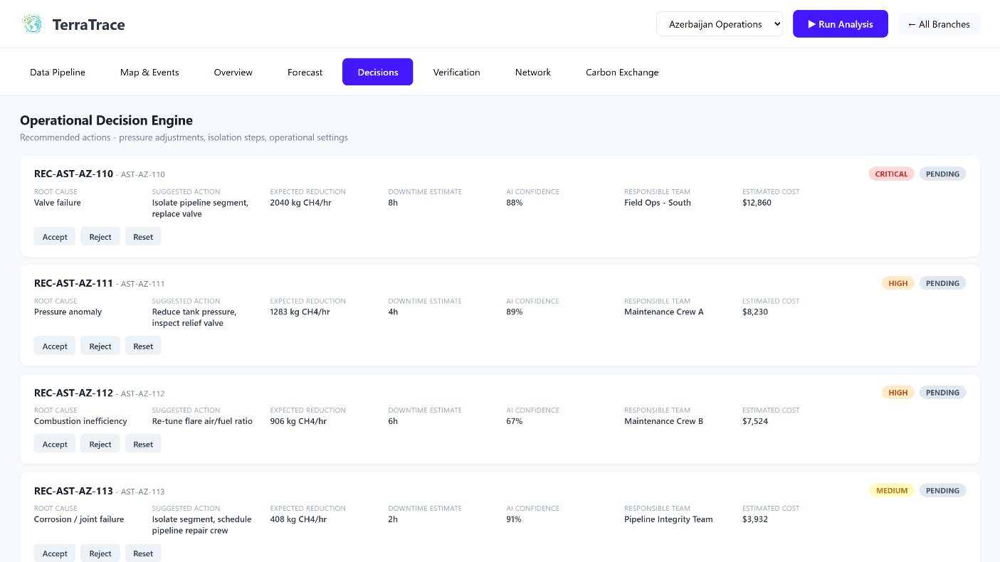 TerraTrace
Azerbaijan Operations
▶ Run Analysis
← All Branches
Data Pipeline
Map & Events
Overview
Forecast
Decisions
Verification
Network
Carbon Exchange
Operational Decision Engine
Recommended actions - pressure adjustments, isolation steps, operational settings
REC-AST-AZ-110 - AST-AZ-110
CRITICAL
PENDING
ROOT CAUSE
Valve failure
SUGGESTED ACTION
Isolate pipeline segment,
replace valve
EXPECTED REDUCTION
2040 kg CH4/hr
DOWNTIME ESTIMATE
8h
AI CONFIDENCE
88%
RESPONSIBLE TEAM
Field Ops - South
ESTIMATED COST
$12,860
Accept
Reject
Reset
REC-AST-AZ-111 - AST-AZ-111
HIGH
PENDING
ROOT CAUSE
Pressure anomaly
SUGGESTED ACTION
Reduce tank pressure,
inspect relief valve
EXPECTED REDUCTION
1283 kg CH4/hr
DOWNTIME ESTIMATE
4h
AI CONFIDENCE
89%
RESPONSIBLE TEAM
Maintenance Crew A
ESTIMATED COST
$8,230
Accept
Reject
Reset
REC-AST-AZ-112 - AST-AZ-112
HIGH
PENDING
ROOT CAUSE
Combustion inefficiency
SUGGESTED ACTION
Re-tune flare air/fuel ratio
EXPECTED REDUCTION
906 kg CH4/hr
DOWNTIME ESTIMATE
6h
AI CONFIDENCE
67%
RESPONSIBLE TEAM
Maintenance Crew B
ESTIMATED COST
$7,524
Accept
Reject
Reset
REC-AST-AZ-113 - AST-AZ-113
MEDIUM
PENDING
ROOT CAUSE
Corrosion / joint failure
SUGGESTED ACTION
Isolate segment, schedule
pipeline repair crew
EXPECTED REDUCTION
408 kg CH4/hr
DOWNTIME ESTIMATE
2h
AI CONFIDENCE
91%
RESPONSIBLE TEAM
Pipeline Integrity Team
ESTIMATED COST
$3,932
Accept
Reject
Reset